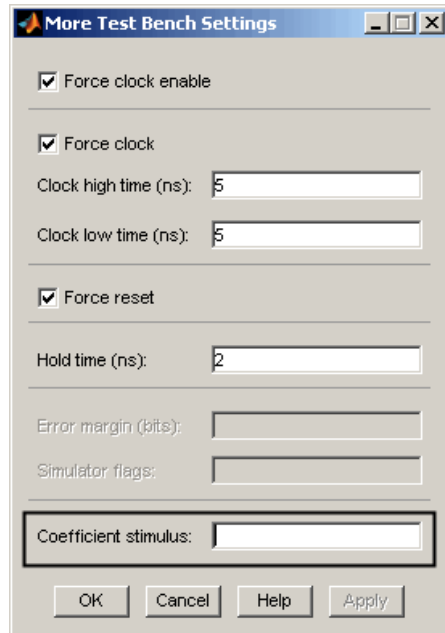 More Test Bench Settings
Force clock enable
Force clock
Clock high time (ns): 5
Clock low time (ns): 5
Force reset
Hold time (ns): 2
Error margin (bits):
Simulator flags:
Coefficient stimulus:
OK Cancel Help Apply